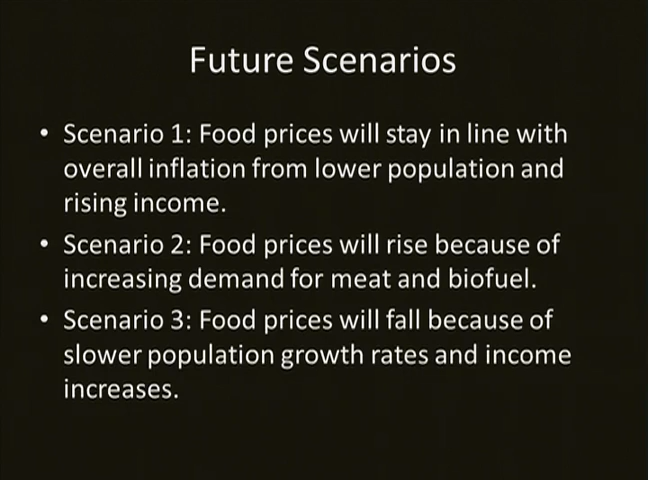 Future Scenarios
• Scenario 1: Food prices will stay in line with
overall inflation from lower population and
rising income.
• Scenario 2: Food prices will rise because of
increasing demand for meat and biofuel.
• Scenario 3: Food prices will fall because of
slower population growth rates and income
increases.